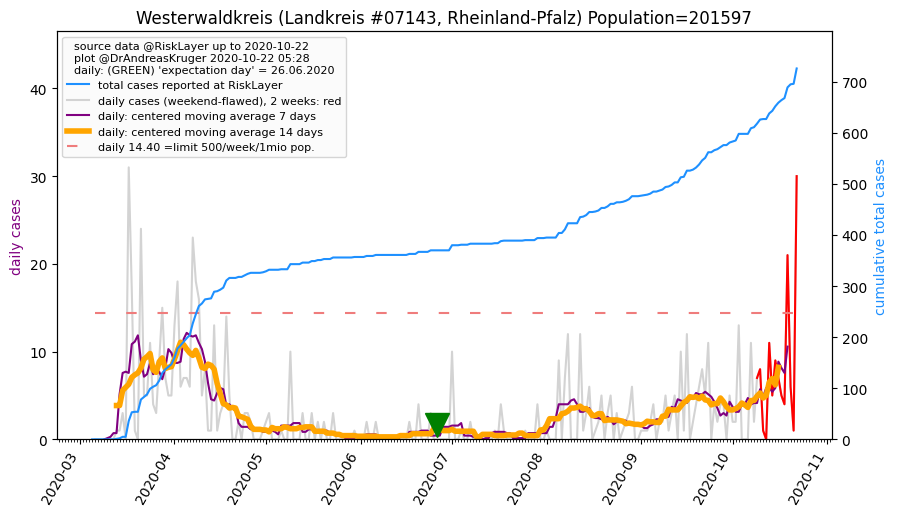 Westerwaldkreis (Landkreis #07143, Rheinland-Pfalz) Population=201597
source data @RiskLayer up to 2020-10-22
plot @DrAndreasKruger 2020-10-22 05:28
daily: (GREEN) 'expectation day' = 26.06.2020
total cases reported at RiskLayer
daily cases (weekend-flawed), 2 weeks: red
daily: centered moving average 7 days
daily: centered moving average 14 days
daily 14.40 =limit 500/week/1mio pop.
daily cases
40
30
20
10
0
cumulative total cases
700
600
500
400
300
200
100
0
2020-03
2020-04
2020-05
2020-06
2020-07
2020-08
2020-09
2020-10
2020-11